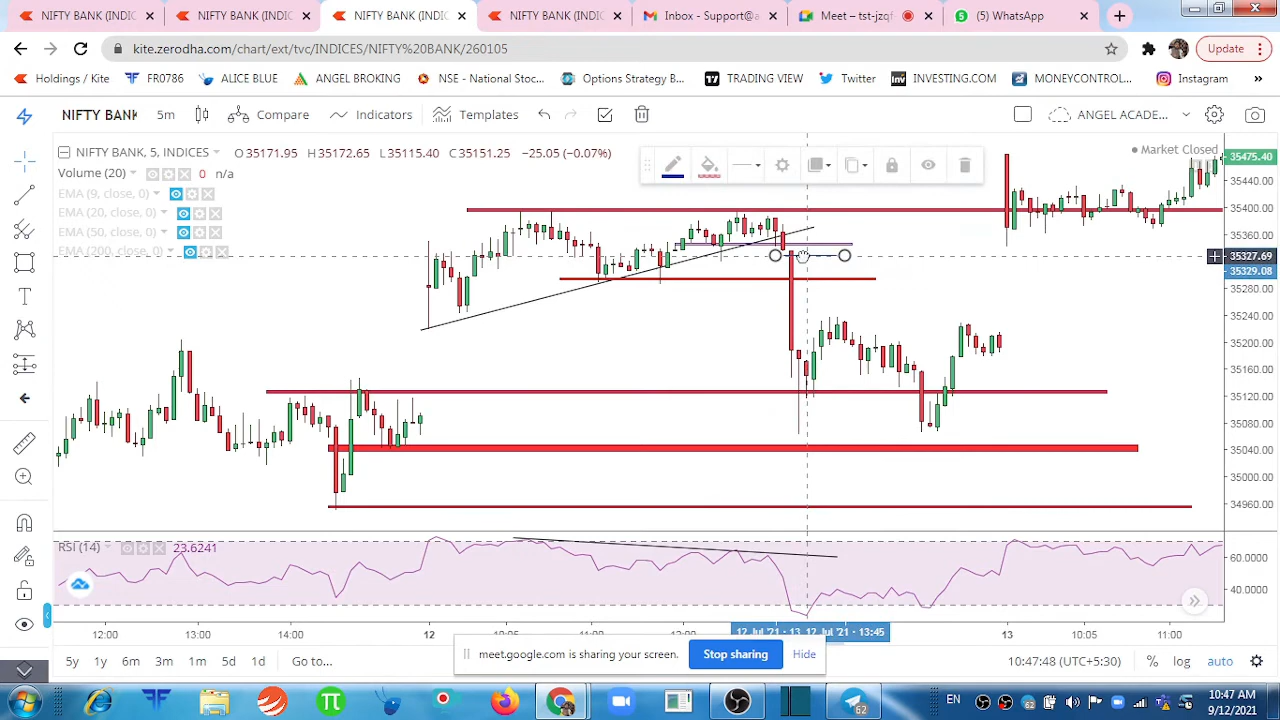 NIFTY BANK (INDIC
NIFTY BANK (INDIC
NIFTY BANK (INDIC
NIFTY BANK (INDIC
Inbox - Support@a
Meet – tst-jzqf
(5) WhatsApp
kite.zerodha.com/chart/ext/tvc/INDICES/NIFTY%20BANK/260105
Update
Holdings / Kite
FR0786
ALICE BLUE
ANGEL BROKING
NSE - National Stoc...
Options Strategy B...
TRADING VIEW
Twitter
INVESTING.COM
MONEYCONTROL...
Instagram
»
NIFTY BANK
5m
Compare
Indicators
Templates
ANGEL ACADE...
NIFTY BANK, 5, INDICES
O35171.95 H35172.65 L35115.40 C35151.25 −25.05 (−0.07%)
Market Closed
Volume (20)
0 n/a
EMA (9, close, 0)
EMA (20, close, 0)
EMA (50, close, 0)
EMA (200, close, 0)
35475.40
35440.00
35400.00
35360.00
35327.69
35329.08
35280.00
35240.00
35200.00
35160.00
35120.00
35080.00
35040.00
35000.00
34960.00
RSI (14)
23.6241
60.0000
40.0000
12:00
13:00
14:00
12
11:00
12 Jul '21 - 13:45
13
10:05
11:00
5y
1y
6m
3m
1m
5d
1d
Go to...
meet.google.com is sharing your screen.
Stop sharing
Hide
10:47:48 (UTC+5:30)
%
log
auto
EN
62
10:47 AM
9/12/2021